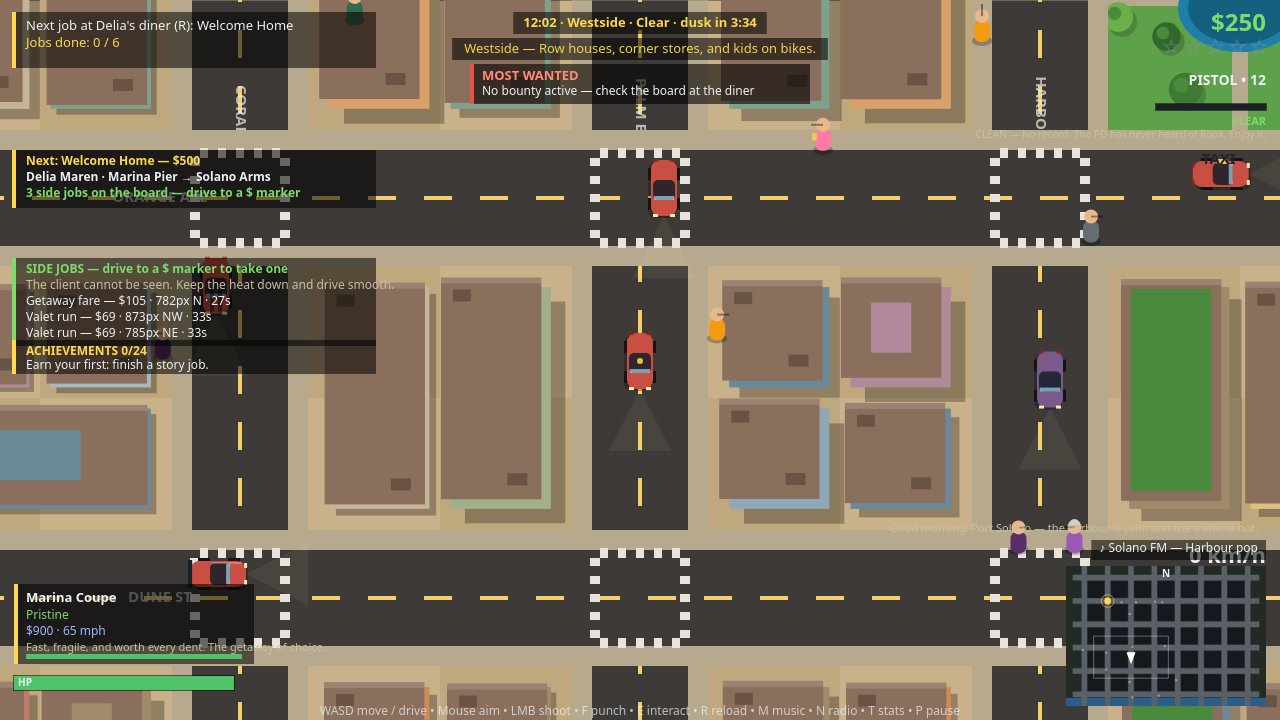 Next job at Delia's diner (R): Welcome Home
Jobs done: 0 / 6
12:02 · Westside · Clear · dusk in 3:34
Westside — Row houses, corner stores, and kids on bikes.
MOST WANTED
No bounty active — check the board at the diner
$250
☆☆☆☆☆
PISTOL • 12
CLEAR
CLEAN — No record. The PD has never heard of Rook. Enjoy it.
TAXI
Next: Welcome Home — $500
Delia Maren · Marina Pier → Solano Arms
3 side jobs on the board — drive to a $ marker
ORANGE A
SIDE JOBS — drive to a $ marker to take one
The client cannot be seen. Keep the heat down and drive smooth.
Getaway fare — $105 · 782px N · 27s
Valet run — $69 · 873px NW · 33s
Valet run — $69 · 785px NE · 33s
ACHIEVEMENTS 0/24
Earn your first: finish a story job.
Good morning, Port Solano — the harbour is calm and the traffic is not.
♪ Solano FM — Harbour pop
0 km/h
N
Marina Coupe
DUNE ST
Pristine
$900 · 65 mph
Fast, fragile, and worth every dent. The getaway of choice.
HP
WASD move / drive • Mouse aim • LMB shoot • F punch • E interact • R reload • M music • N radio • T stats • P pause